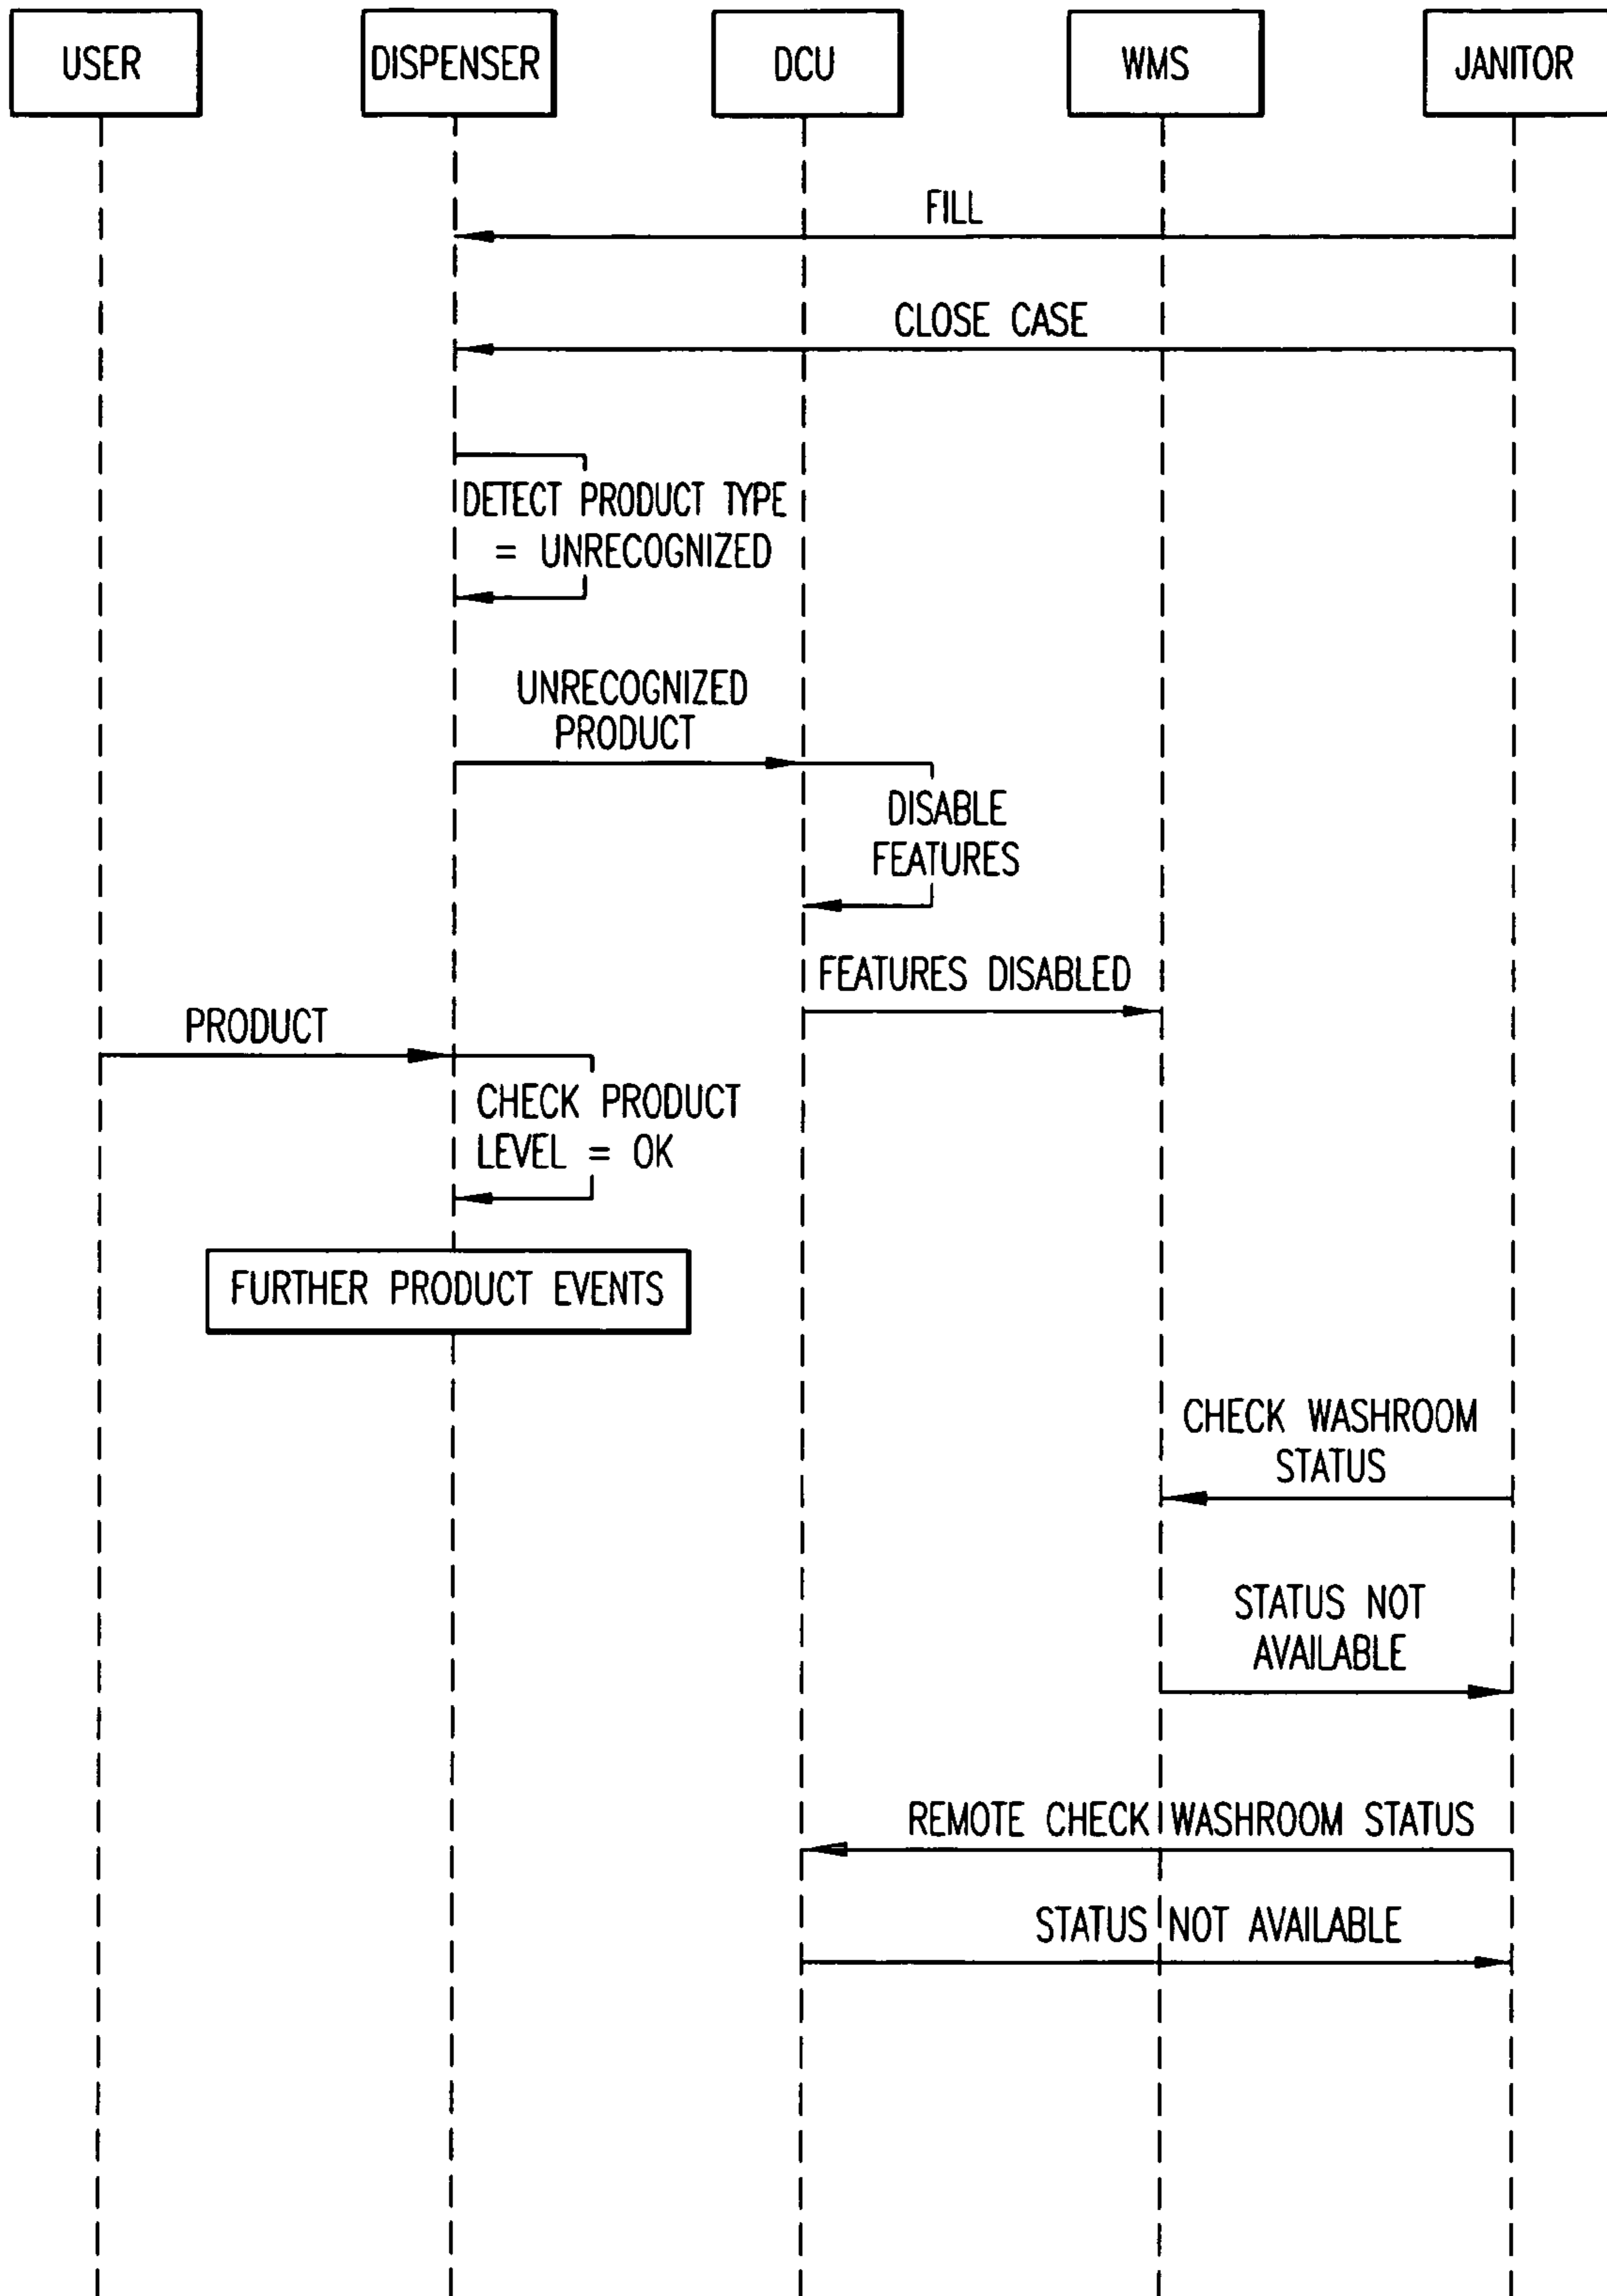 USER
DISPENSER
DCU
WMS
JANITOR
FILL
CLOSE CASE
DETECT PRODUCT TYPE
= UNRECOGNIZED
UNRECOGNIZED
PRODUCT
DISABLE
FEATURES
FEATURES DISABLED
PRODUCT
CHECK PRODUCT
LEVEL = OK
FURTHER PRODUCT EVENTS
CHECK WASHROOM
STATUS
STATUS NOT
AVAILABLE
REMOTE CHECK WASHROOM STATUS
STATUS NOT AVAILABLE